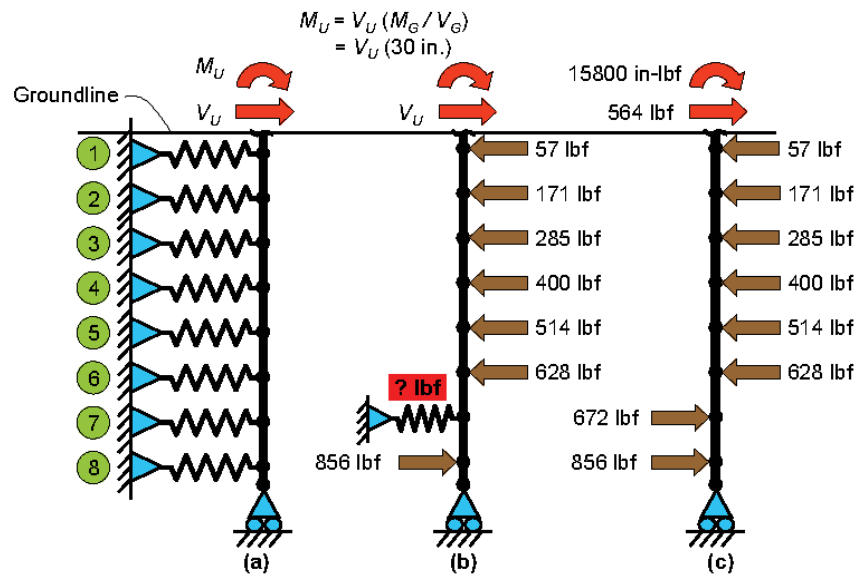 M_U = V_U (M_G / V_G)
= V_U (30 in.)
M_U
15800 in-lbf
Groundline
V_U
V_U
564 lbf
1
57 lbf
57 lbf
2
171 lbf
171 lbf
3
285 lbf
285 lbf
4
400 lbf
400 lbf
5
514 lbf
514 lbf
6
628 lbf
628 lbf
? lbf
7
672 lbf
8
856 lbf
856 lbf
(a)
(b)
(c)